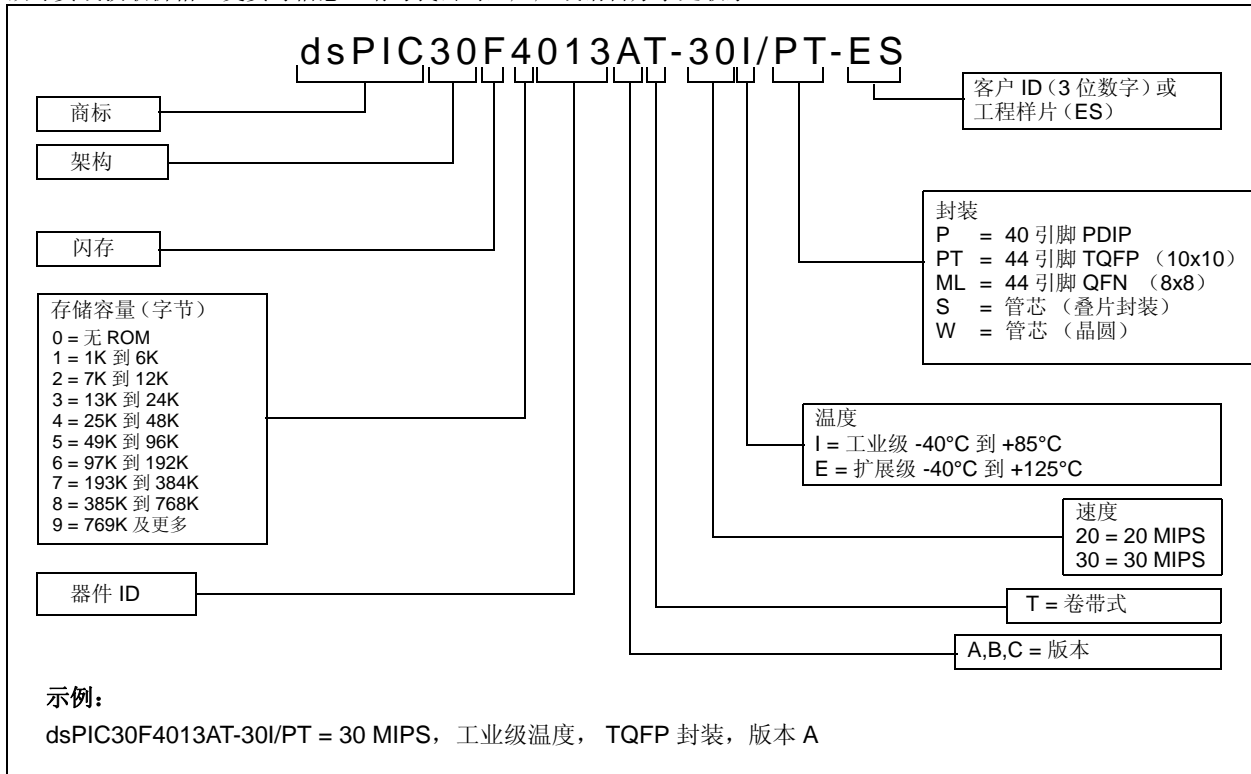 dsPIC30F4013AT-30I/PT-ES
客户 ID（3 位数字）或
工程样片（ES）
商标
架构
闪存
封装
P = 40 引脚 PDIP
PT = 44 引脚 TQFP （10x10）
ML = 44 引脚 QFN （8x8）
S = 管芯 （叠片封装）
W = 管芯 （晶圆）
存储容量（字节）
0 = 无 ROM
1 = 1K 到 6K
2 = 7K 到 12K
3 = 13K 到 24K
4 = 25K 到 48K
5 = 49K 到 96K
6 = 97K 到 192K
7 = 193K 到 384K
8 = 385K 到 768K
9 = 769K 及更多
温度
I = 工业级 -40°C 到 +85°C
E = 扩展级 -40°C 到 +125°C
速度
20 = 20 MIPS
30 = 30 MIPS
器件 ID
T = 卷带式
A,B,C = 版本
示例：
dsPIC30F4013AT-30I/PT = 30 MIPS， 工业级温度， TQFP 封装，版本 A